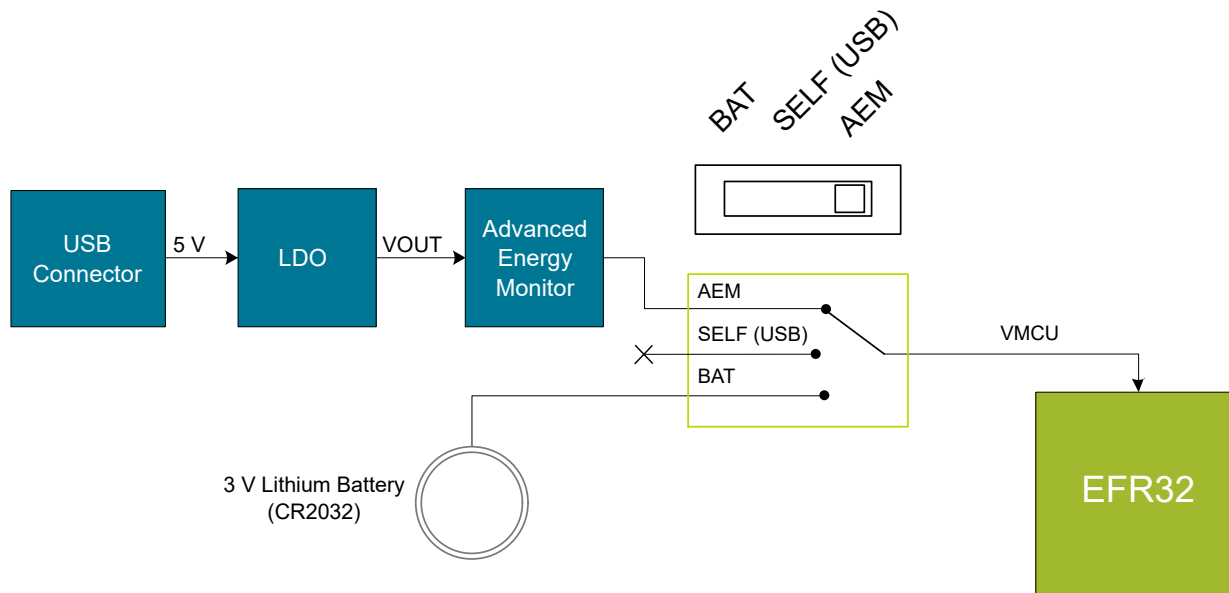 BAT
SELF (USB)
AEM
USB
Connector
5 V
LDO
VOUT
Advanced
Energy
Monitor
AEM
SELF (USB)
BAT
VMCU
3 V Lithium Battery
(CR2032)
EFR32